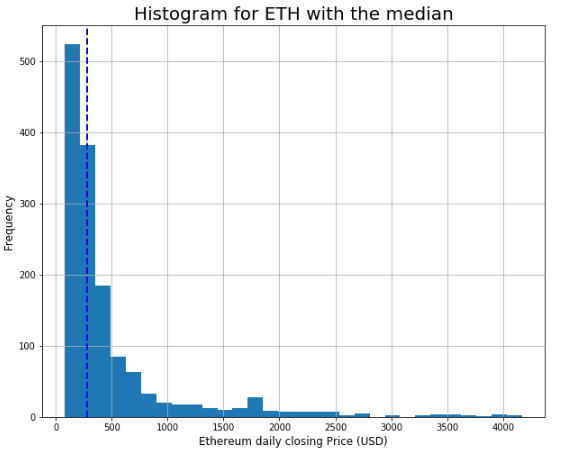 Histogram for ETH with the median
500
400
300
200
100
0
Frequency
0 500 1000 1500 2000 2500 3000 3500 4000
Ethereum daily closing Price (USD)